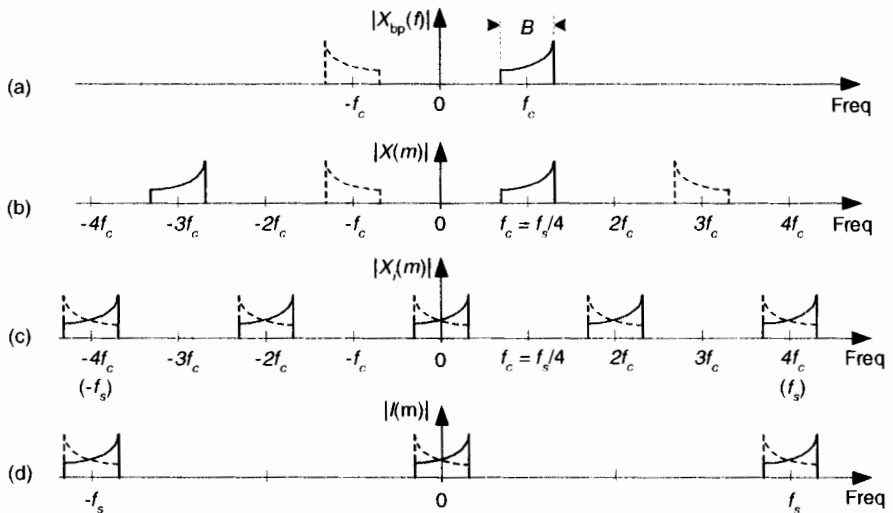 |X_bp(f)|
B
(a)
-f_c 0 f_c Freq
|X(m)|
(b)
-4f_c -3f_c -2f_c -f_c 0 f_c = f_s/4 2f_c 3f_c 4f_c Freq
|X_i(m)|
(c)
-4f_c -3f_c -2f_c -f_c 0 f_c = f_s/4 2f_c 3f_c 4f_c Freq
(-f_s) (f_s)
|I(m)|
(d)
-f_s 0 f_s Freq